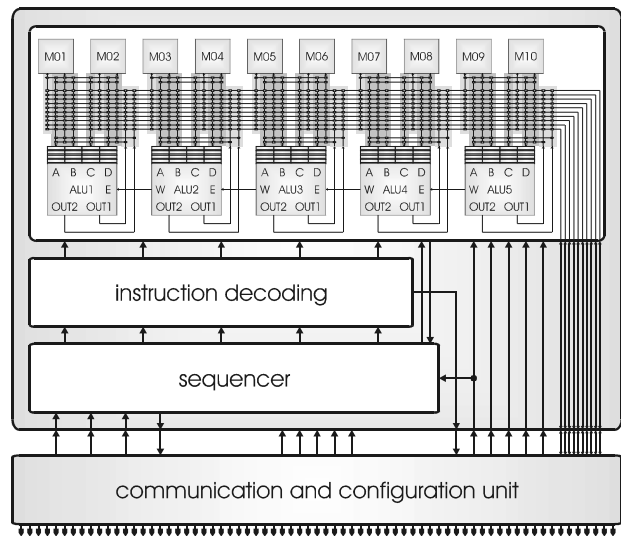 M01 M02 M03 M04 M05 M06 M07 M08 M09 M10
A B C D A B C D A B C D A B C D A B C D
ALU1 E W ALU2 E W ALU3 E W ALU4 E W ALU5
OUT2 OUT1 OUT2 OUT1 OUT2 OUT1 OUT2 OUT1 OUT2 OUT1
instruction decoding
sequencer
communication and configuration unit